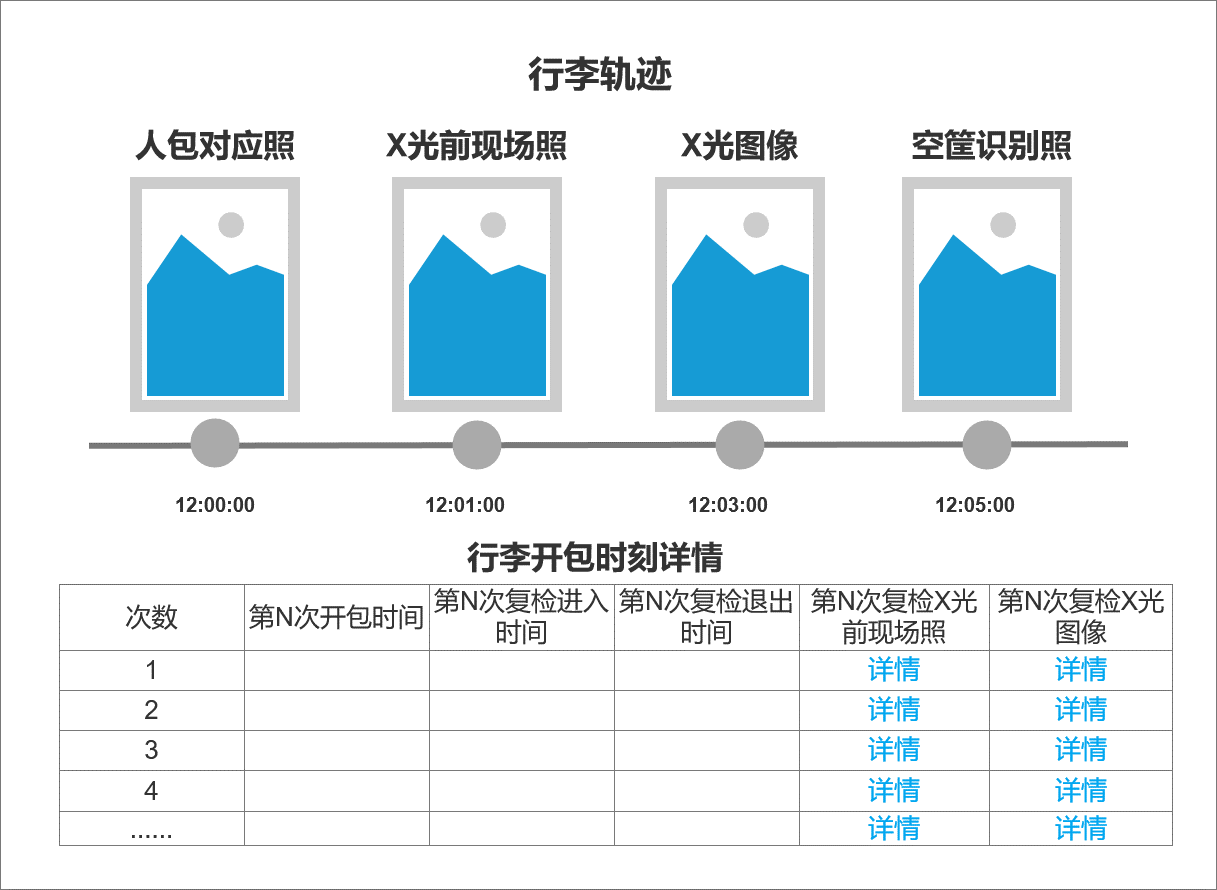 行李轨迹
人包对应照 X光前现场照 X光图像 空筐识别照
12:00:00 12:01:00 12:03:00 12:05:00
行李开包时刻详情
次数 第N次开包时间 第N次复检进入时间 第N次复检退出时间 第N次复检X光前现场照 第N次复检X光图像
1 详情 详情
2 详情 详情
3 详情 详情
4 详情 详情
...... 详情 详情